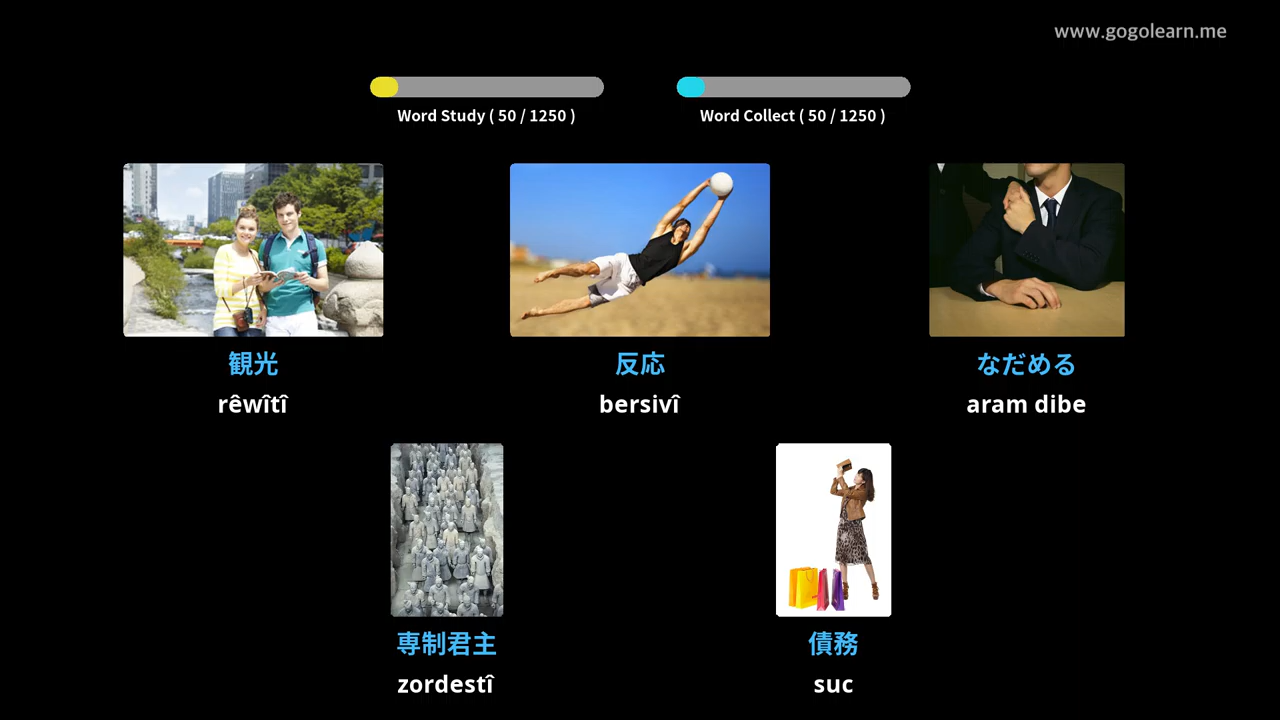 www.gogolearn.me
Word Study ( 50 / 1250 )
Word Collect ( 50 / 1250 )
観光
rêwîtî
反応
bersivî
なだめる
aram dibe
専制君主
zordestî
債務
suc